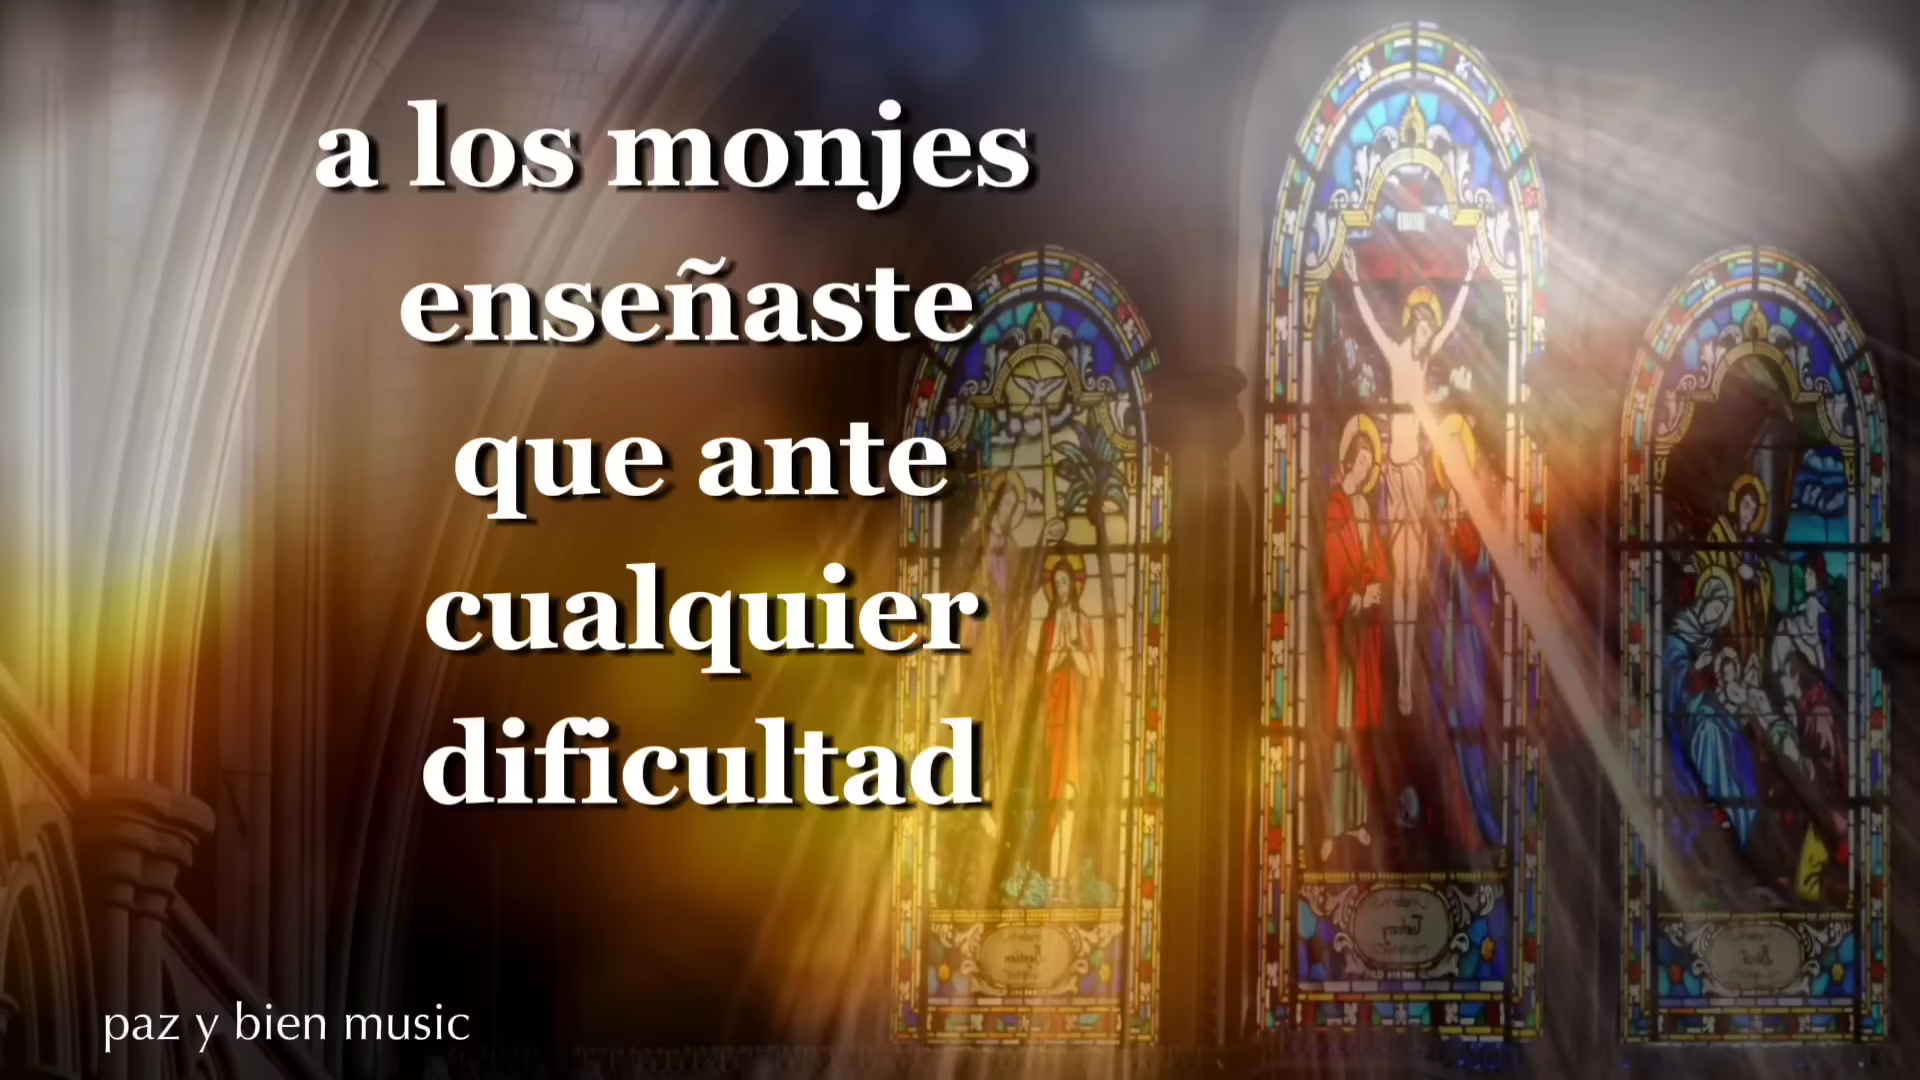 a los monjes
enseñaste
que ante
cualquier
dificultad
paz y bien music